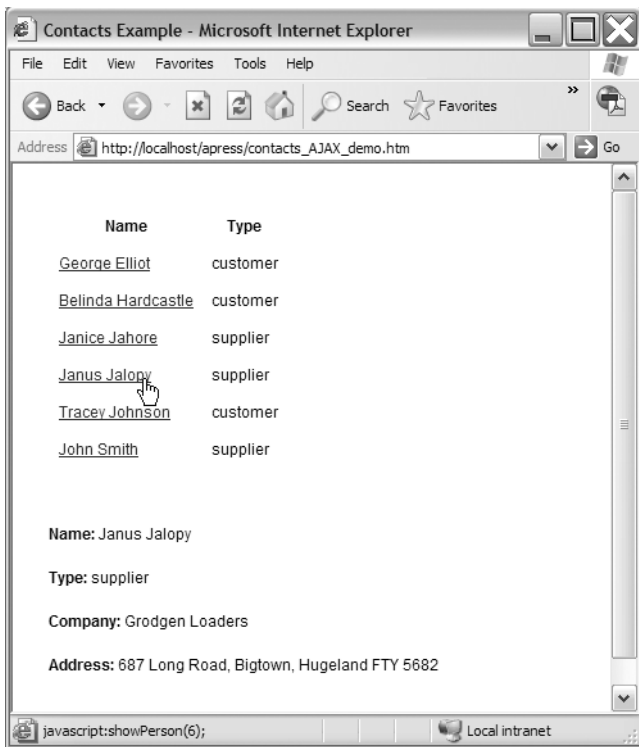 Contacts Example - Microsoft Internet Explorer
File Edit View Favorites Tools Help
Back Search Favorites »
Address http://localhost/apress/contacts_AJAX_demo.htm Go
Name Type
George Elliot customer
Belinda Hardcastle customer
Janice Jahore supplier
Janus Jalopy supplier
Tracey Johnson customer
John Smith supplier
Name: Janus Jalopy
Type: supplier
Company: Grodgen Loaders
Address: 687 Long Road, Bigtown, Hugeland FTY 5682
javascript:showPerson(6); Local intranet